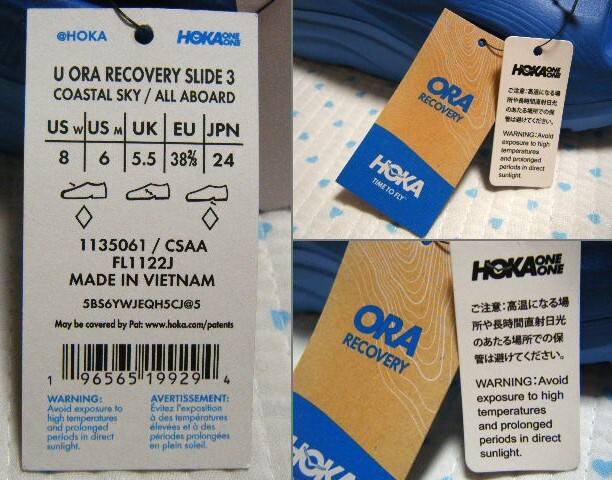 @HOKA HOKA ONE ONE
U ORA RECOVERY SLIDE 3
COASTAL SKY / ALL ABOARD
US W US M UK EU JPN
8 6 5.5 38⅔ 24
1135061 / CSAA
FL1122J
MADE IN VIETNAM
5BS6YWJEQH5CJ@5
May be covered by Pat: www.hoka.com/patents
1 96565 19929 4
WARNING:
Avoid exposure to
high temperatures
and prolonged
periods in direct
sunlight.
AVERTISSEMENT:
Évitez l'exposition
à des températures
élevées et à des
périodes prolongées
en plein soleil.
ORA
RECOVERY
HOKA
TIME TO FLY
HOKA ONE ONE
ご注意:高温になる場
所や長時間直射日光
のあたる場所での保
管は避けてください。
WARNING: Avoid
exposure to high
temperatures
and prolonged
periods in direct
sunlight.
ORA
RECOVERY
HOKA
HOKA ONE ONE
ご注意:高温になる場
所や長時間直射日光
のあたる場所での保
管は避けてください。
WARNING: Avoid
exposure to high
temperatures
and prolonged
periods in direct
sunlight.